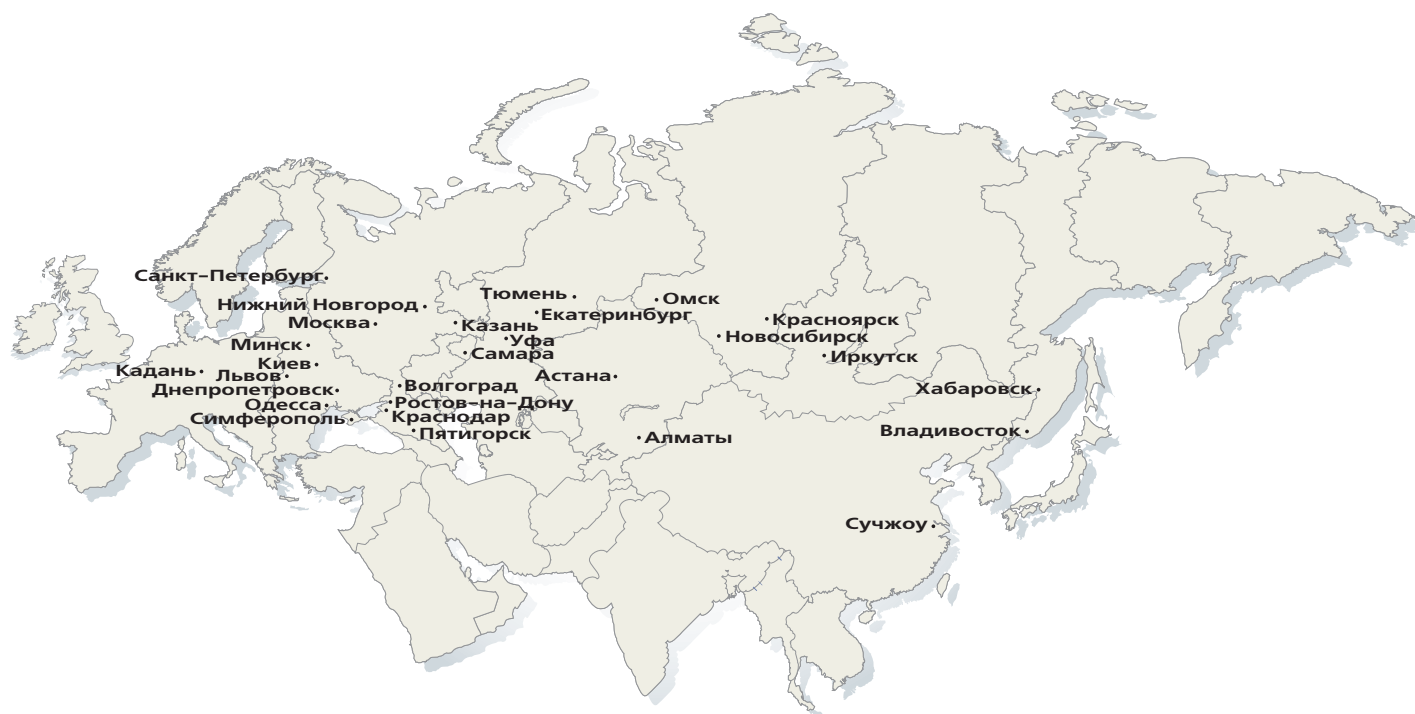 Санкт-Петербург
Тюмень
Омск
Нижний Новгород
Екатеринбург
Москва
Казань
Красноярск
Уфа
Новосибирск
Минск
Самара
Иркутск
Киев
Кадань
Львов
Астана
Днепропетровск
Волгоград
Хабаровск
Одесса
Ростов-на-Дону
Симферополь
Краснодар
Пятигорск
Алматы
Владивосток
Сучжоу